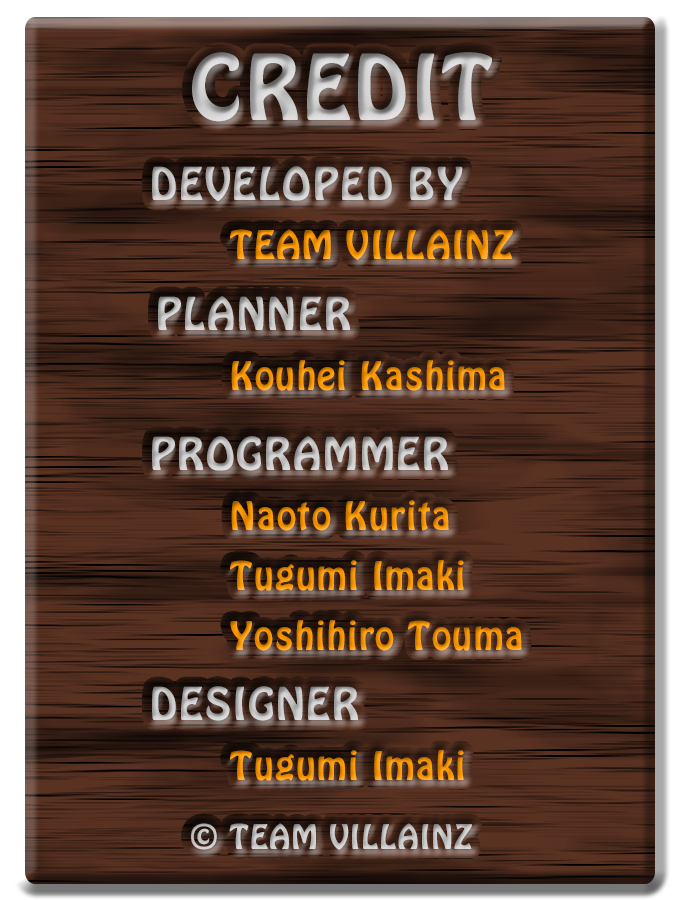 CREDIT
DEVELOPED BY
TEAM VILLAINZ
PLANNER
Kouhei Kashima
PROGRAMMER
Naoto Kurita
Tugumi Imaki
Yoshihiro Touma
DESIGNER
Tugumi Imaki
© TEAM VILLAINZ